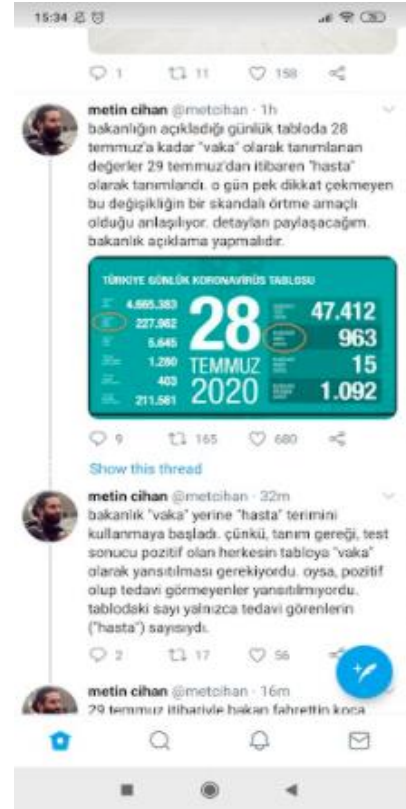 15:34
1 11 158
metin cihan @metcihan · 1h
bakanlığın açıkladığı günlük tabloda 28
temmuz'a kadar "vaka" olarak tanımlanan
değerler 29 temmuz'dan itibaren "hasta"
olarak tanımlandı. o gün pek dikkat çekmeyen
bu değişikliğin bir skandalı örtme amaçlı
olduğu anlaşılıyor. detayları paylaşacağım.
bakanlık açıklama yapmalıdır.
TÜRKİYE GÜNLÜK KORONAVİRÜS TABLOSU
4.665.383
227.982
5.645
1.280
403
211.561
28
TEMMUZ
2020
47.412
963
15
1.092
9 165 680
Show this thread
metin cihan @metcihan · 32m
bakanlık "vaka" yerine "hasta" terimini
kullanmaya başladı. çünkü, tanım gereği, test
sonucu pozitif olan herkesin tabloya "vaka"
olarak yansıtılması gerekiyordu. oysa, pozitif
olup tedavi görmeyenler yansıtılmıyordu.
tablodaki sayı yalnızca tedavi görenlerin
("hasta") sayısıydı.
2 17 56
metin cihan @metcihan · 16m
29 temmuz itibariyle bakan fahrettin koca